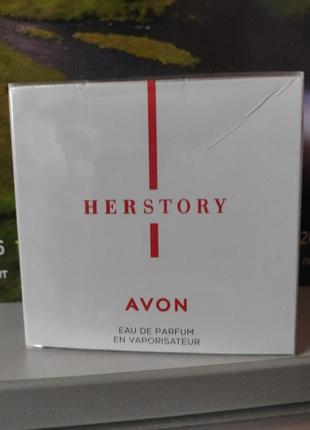 HERSTORY
AVON
EAU DE PARFUM
EN VAPORISATEUR